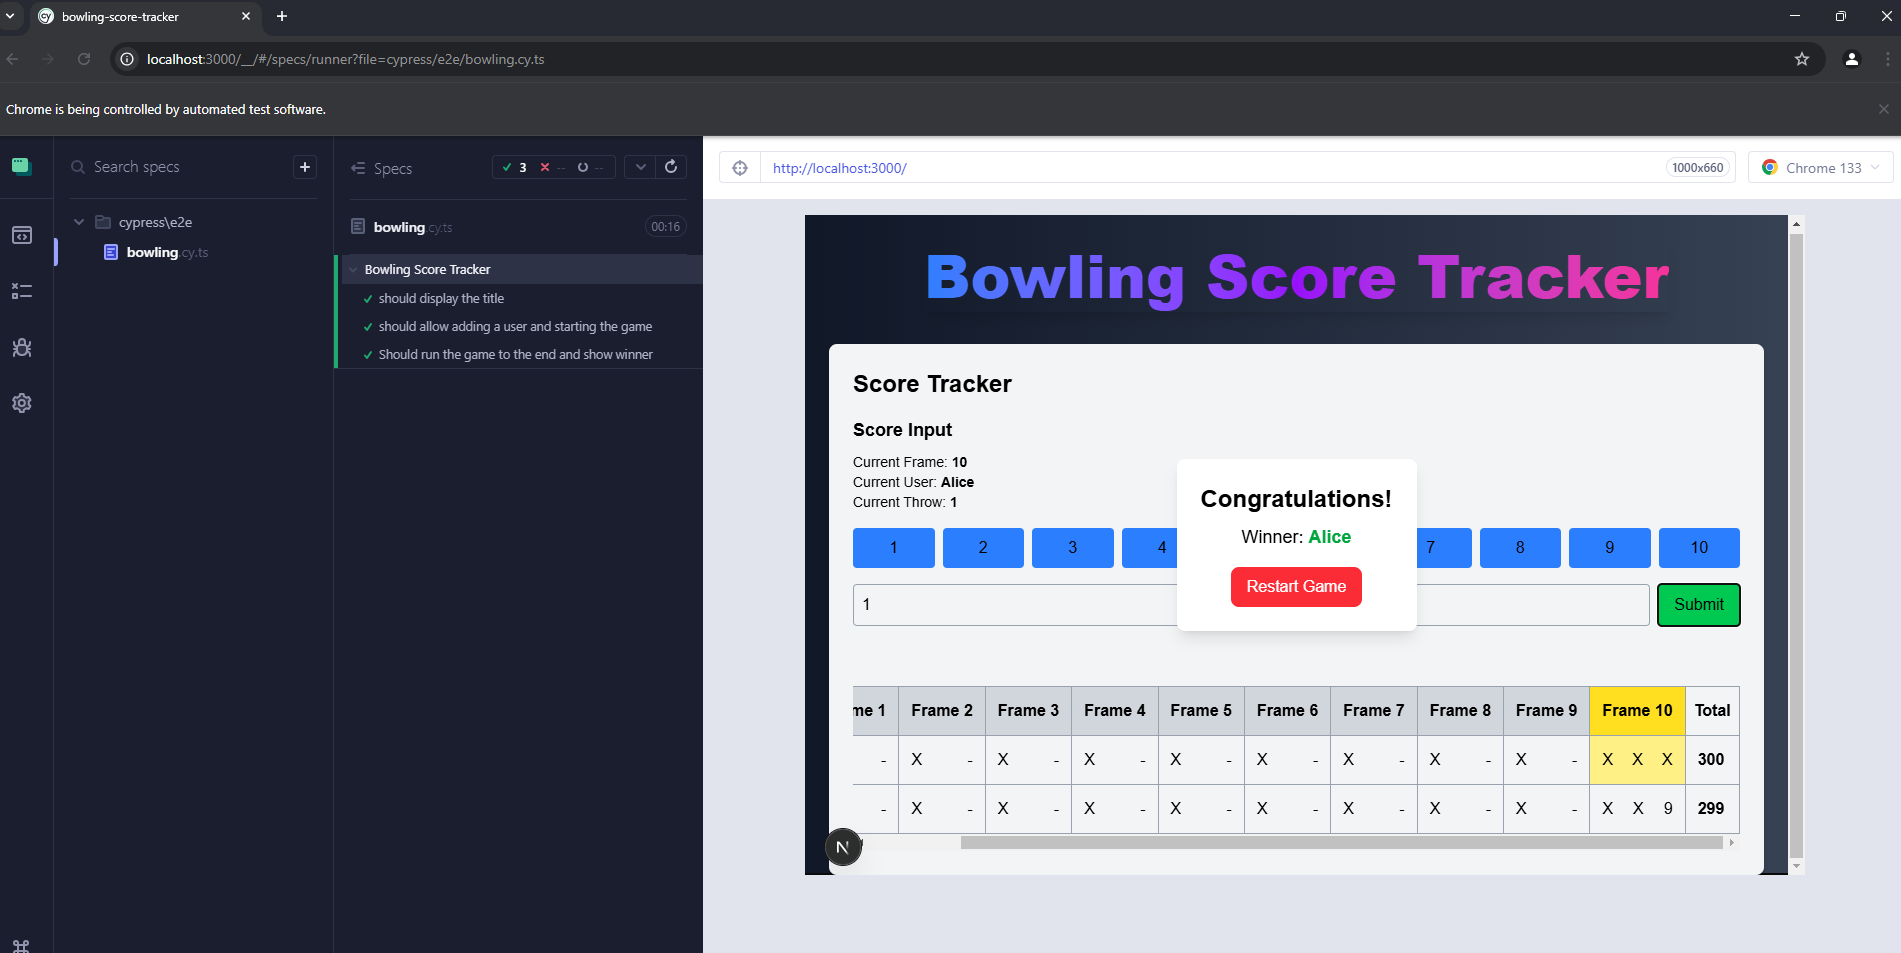 bowling-score-tracker
localhost:3000/__/#/specs/runner?file=cypress/e2e/bowling.cy.ts
Chrome is being controlled by automated test software.
Search specs
cypress\e2e
bowling.cy.ts
Specs
3 -- --
bowling.cy.ts 00:16
Bowling Score Tracker
should display the title
should allow adding a user and starting the game
Should run the game to the end and show winner
http://localhost:3000/ 1000x660 Chrome 133
Bowling Score Tracker
Score Tracker
Score Input
Current Frame: 10
Current User: Alice
Current Throw: 1
Congratulations!
Winner: Alice
Restart Game
1 2 3 4 7 8 9 10
1 Submit
me 1 Frame 2 Frame 3 Frame 4 Frame 5 Frame 6 Frame 7 Frame 8 Frame 9 Frame 10 Total
- X - X - X - X - X - X - X - X - X X X 300
- X - X - X - X - X - X - X - X - X X 9 299
N